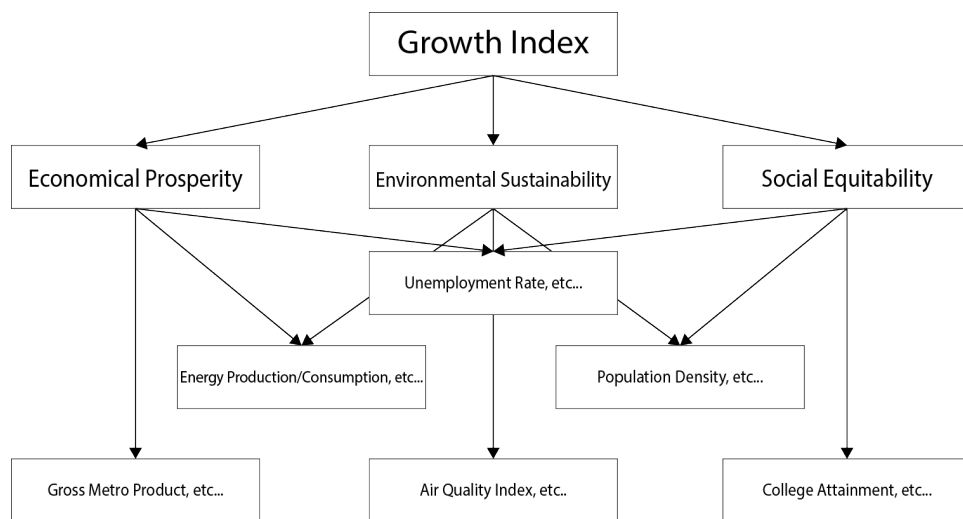 Growth Index
Economical Prosperity
Environmental Sustainability
Social Equitability
Unemployment Rate, etc...
Energy Production/Consumption, etc...
Population Density, etc...
Gross Metro Product, etc...
Air Quality Index, etc..
College Attainment, etc...